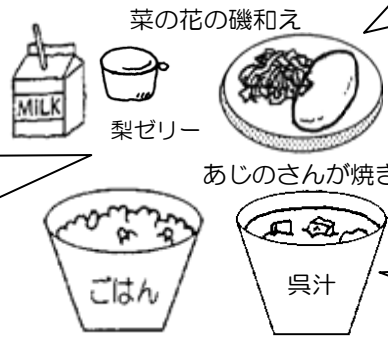 菜の花の磯和え
MILK
梨ゼリー
あじのさんが焼き
ごはん
呉汁